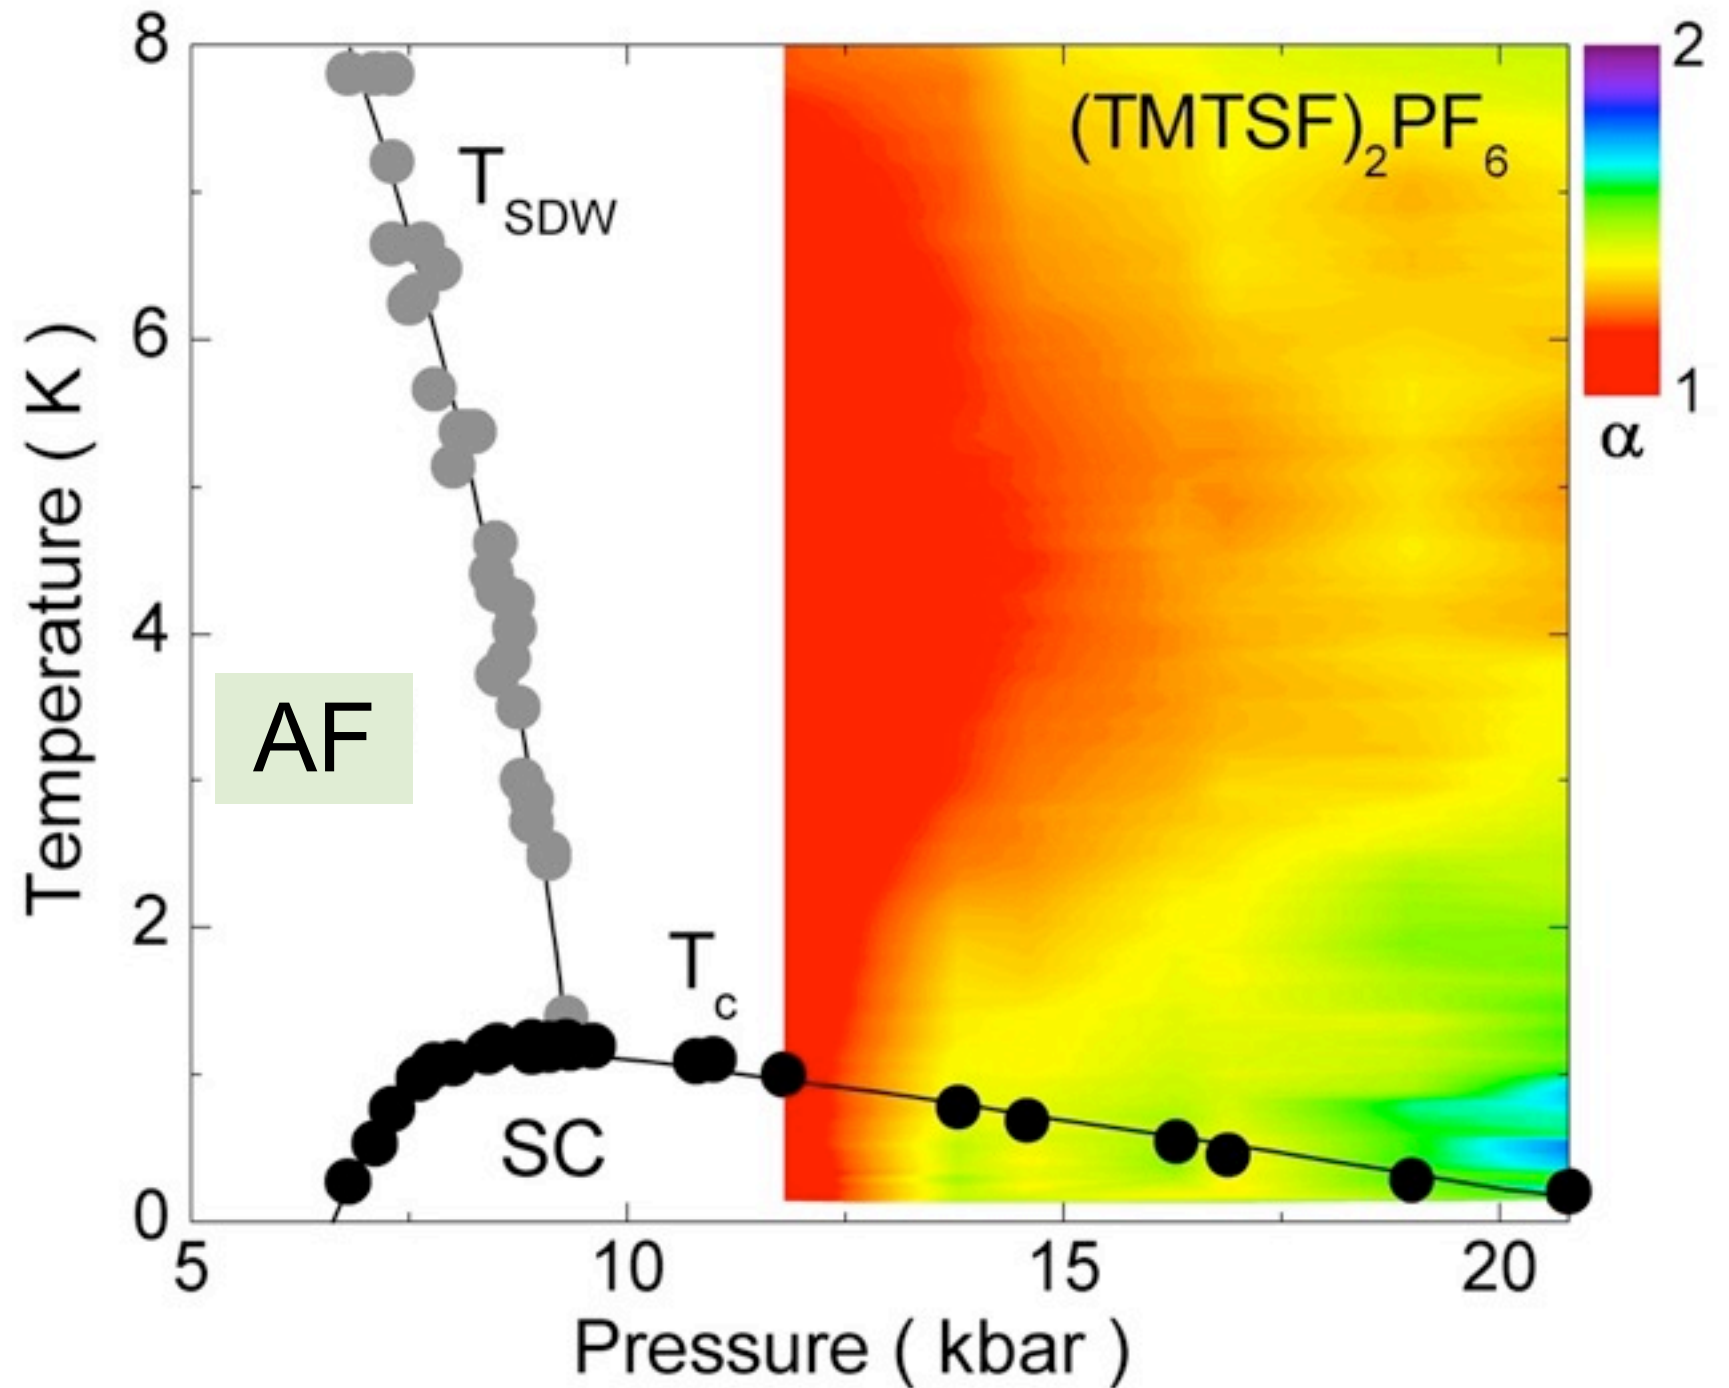 8
2
(TMTSF)2PF6
TSDW
6
1
α
Temperature ( K )
4
AF
2
Tc
SC
0
5
10
15
20
Pressure ( kbar )